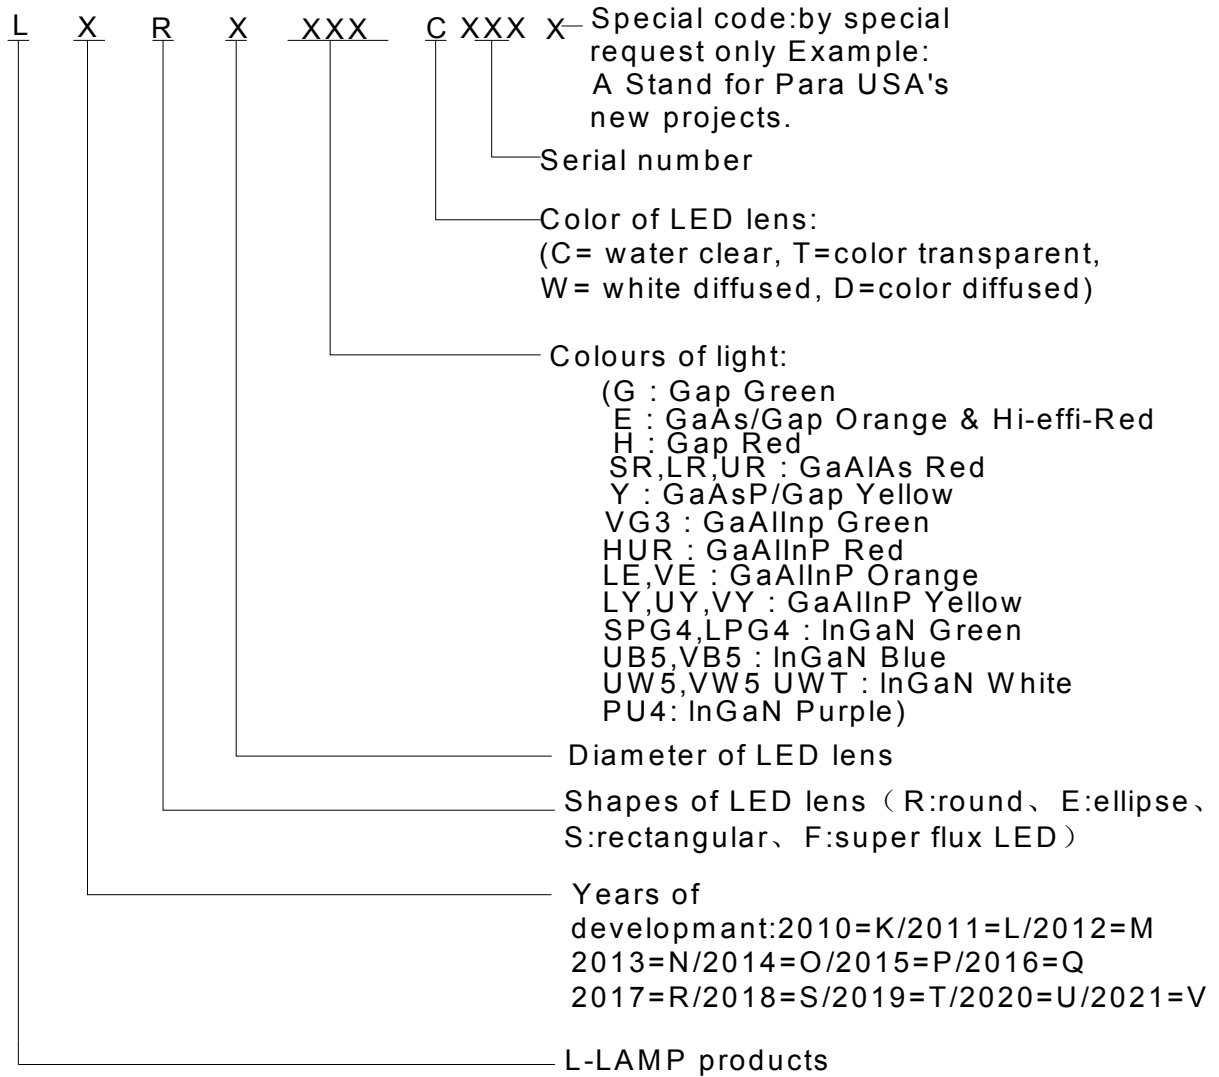 L X R X XXX C XXX X Special code:by special
request only Example:
A Stand for Para USA's
new projects.
Serial number
Color of LED lens:
(C= water clear, T=color transparent,
W= white diffused, D=color diffused)
Colours of light:
(G : Gap Green
E : GaAs/Gap Orange & Hi-effi-Red
H : Gap Red
SR,LR,UR : GaAlAs Red
Y : GaAsP/Gap Yellow
VG3 : GaAlInp Green
HUR : GaAlInP Red
LE,VE : GaAlInP Orange
LY,UY,VY : GaAlInP Yellow
SPG4,LPG4 : InGaN Green
UB5,VB5 : InGaN Blue
UW5,VW5 UWT : InGaN White
PU4: InGaN Purple)
Diameter of LED lens
Shapes of LED lens（R:round、E:ellipse、
S:rectangular、F:super flux LED）
Years of
developmant:2010=K/2011=L/2012=M
2013=N/2014=O/2015=P/2016=Q
2017=R/2018=S/2019=T/2020=U/2021=V
L-LAMP products